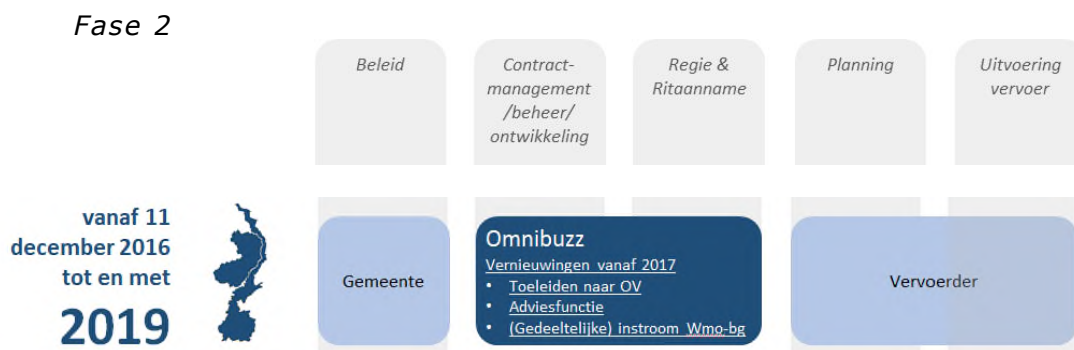 Fase 2
Beleid
Contract-
management
/beheer/
ontwikkeling
Regie &
Ritaanname
Planning
Uitvoering
vervoer
vanaf 11
december 2016
tot en met
2019
Gemeente
Omnibuzz
Vernieuwingen vanaf 2017
• Toeleiden naar OV
• Adviesfunctie
• (Gedeeltelijke) instroom Wmo-bg
Vervoerder